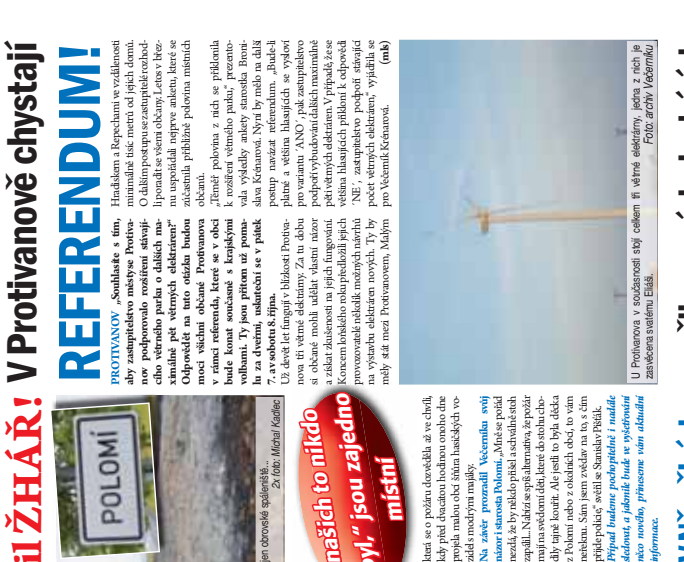 il ŽHÁŘ!
POLOMÍ
jen obrovské spáleniště...
2x foto: Michal Kadlec
našich to nikdo
byl,“ jsou zajedno
místní
která se o požáru dozvěděla až ve chvíli,
kdy před dvacátou hodinou onoho dne
projela malou obcí šňůra hasičských vo-
zidel s modrými majáky.
Na závěr prozradil Večerníku svůj
názor i starosta Polomí. „Mně se pořád
nezdá, že by někdo přišel a schválně stoh
zapálil... Nabízí se spíš alternativa, že požár
mají na svědomí děti, které do stohu cho-
dily tajně kouřit. Ale jestli to byla děcka
z Polomí nebo z okolních obcí, to vám
neřeknu. Sám jsem zvědav na to, s čím
přijde policie,“ svěřil se Stanislav Pišťák.
Případ budeme pochopitelně i nadále
sledovat, a jakmile bude ve vyšetřování
něco nového, přineseme vám aktuální
informace.
V Protivanově chystají
REFERENDUM!
PROTIVANOV „Souhlasíte s tím,
aby zastupitelstvo městyse Protiva-
nov podporovalo rozšíření stávají-
cího větrného parku o dalších ma-
ximálně pět větrných elektráren?“
Odpovědět na tuto otázku budou
moci všichni občané Protivanova
v rámci referenda, které se v obci
bude konat současně s krajskými
volbami. Ty jsou přitom už poma-
lu za dveřmi, uskuteční se v pátek
7. a v sobotu 8. října.
Už devět let fungují v blízkosti Protiva-
nova tři větrné elektrárny. Za tu dobu
si občané mohli udělat vlastní názor
a získat zkušenosti na jejich fungování.
Koncem loňského roku předložili jejich
provozovatelé několik možných návrhů
na výstavbu elektráren nových. Ty by
měly stát mezi Protivanovem, Malým
Hradiskem a Repechami ve vzdálenosti
minimálně tisíc metrů od jejich domů.
O dalším postupu se zastupitelé rozhod-
li poradit se všemi občany. Letos v břez-
nu uspořádali nejprve anketu, které se
zúčastnila přibližně polovina místních
občanů.
„Téměř polovina z nich se přiklonila
k rozšíření větrného parku,“ prezento-
vala výsledky ankety starostka Broni-
slava Krénarová. Nyní by mělo na další
postup navázat referendum. „Bude-li
platné a většina hlasujících se vysloví
pro variantu ´ANO´, pak zastupitelstvo
podpoří vybudování dalších maximálně
pěti větrných elektráren. V případě, že se
většina hlasujících přikloní k odpovědi
´NE´, zastupitelstvo podpoří stávající
počet větrných elektráren,“ vyjádřila se
pro Večerník Krénarová. (mls)
U Protivanova v současnosti stojí celkem tři větrné elektrárny, jedna z nich je
zasvěcena svatému Eliáši.
Foto: archiv Večerníku